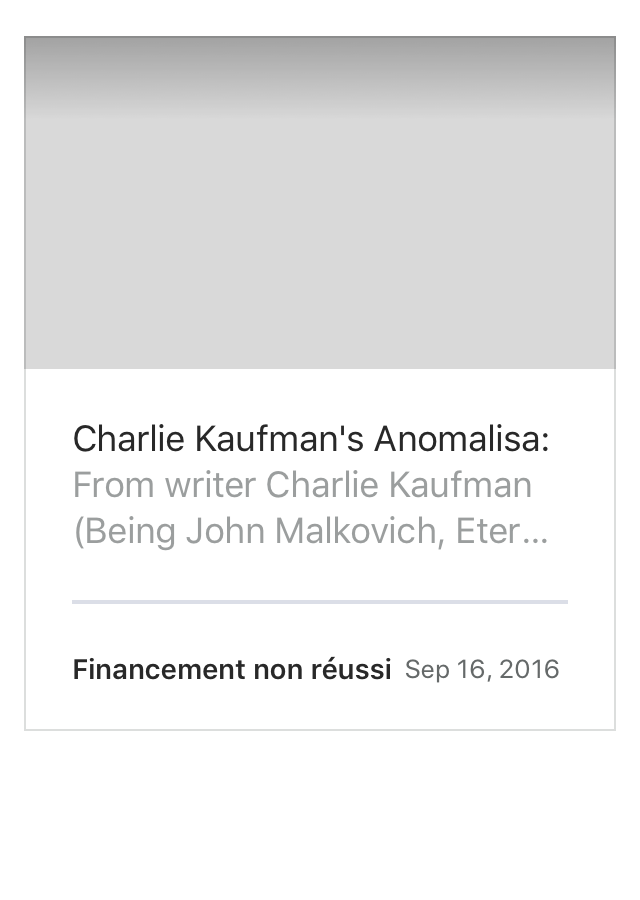 Charlie Kaufman's Anomalisa:
From writer Charlie Kaufman
(Being John Malkovich, Eter...
Financement non réussi Sep 16, 2016